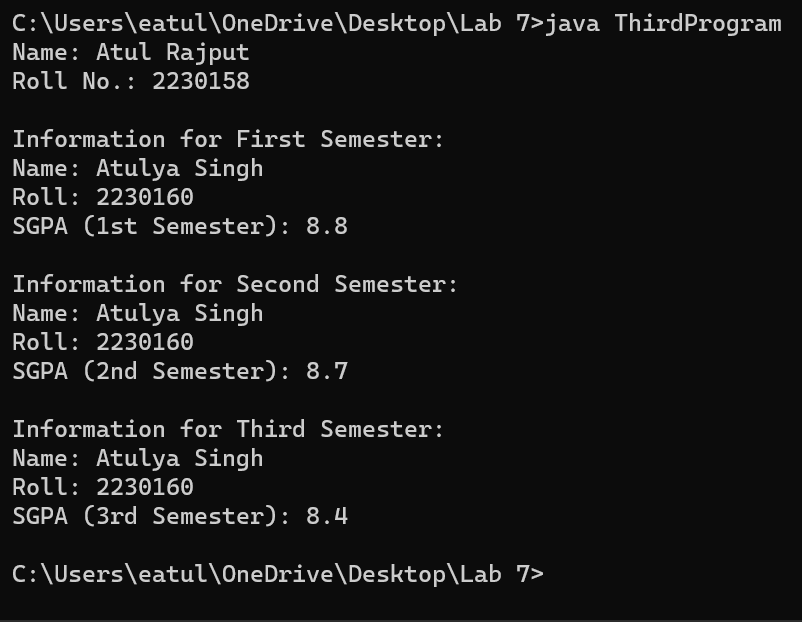 C:\Users\eatul\OneDrive\Desktop\Lab 7>java ThirdProgram
Name: Atul Rajput
Roll No.: 2230158
Information for First Semester:
Name: Atulya Singh
Roll: 2230160
SGPA (1st Semester): 8.8
Information for Second Semester:
Name: Atulya Singh
Roll: 2230160
SGPA (2nd Semester): 8.7
Information for Third Semester:
Name: Atulya Singh
Roll: 2230160
SGPA (3rd Semester): 8.4
C:\Users\eatul\OneDrive\Desktop\Lab 7>